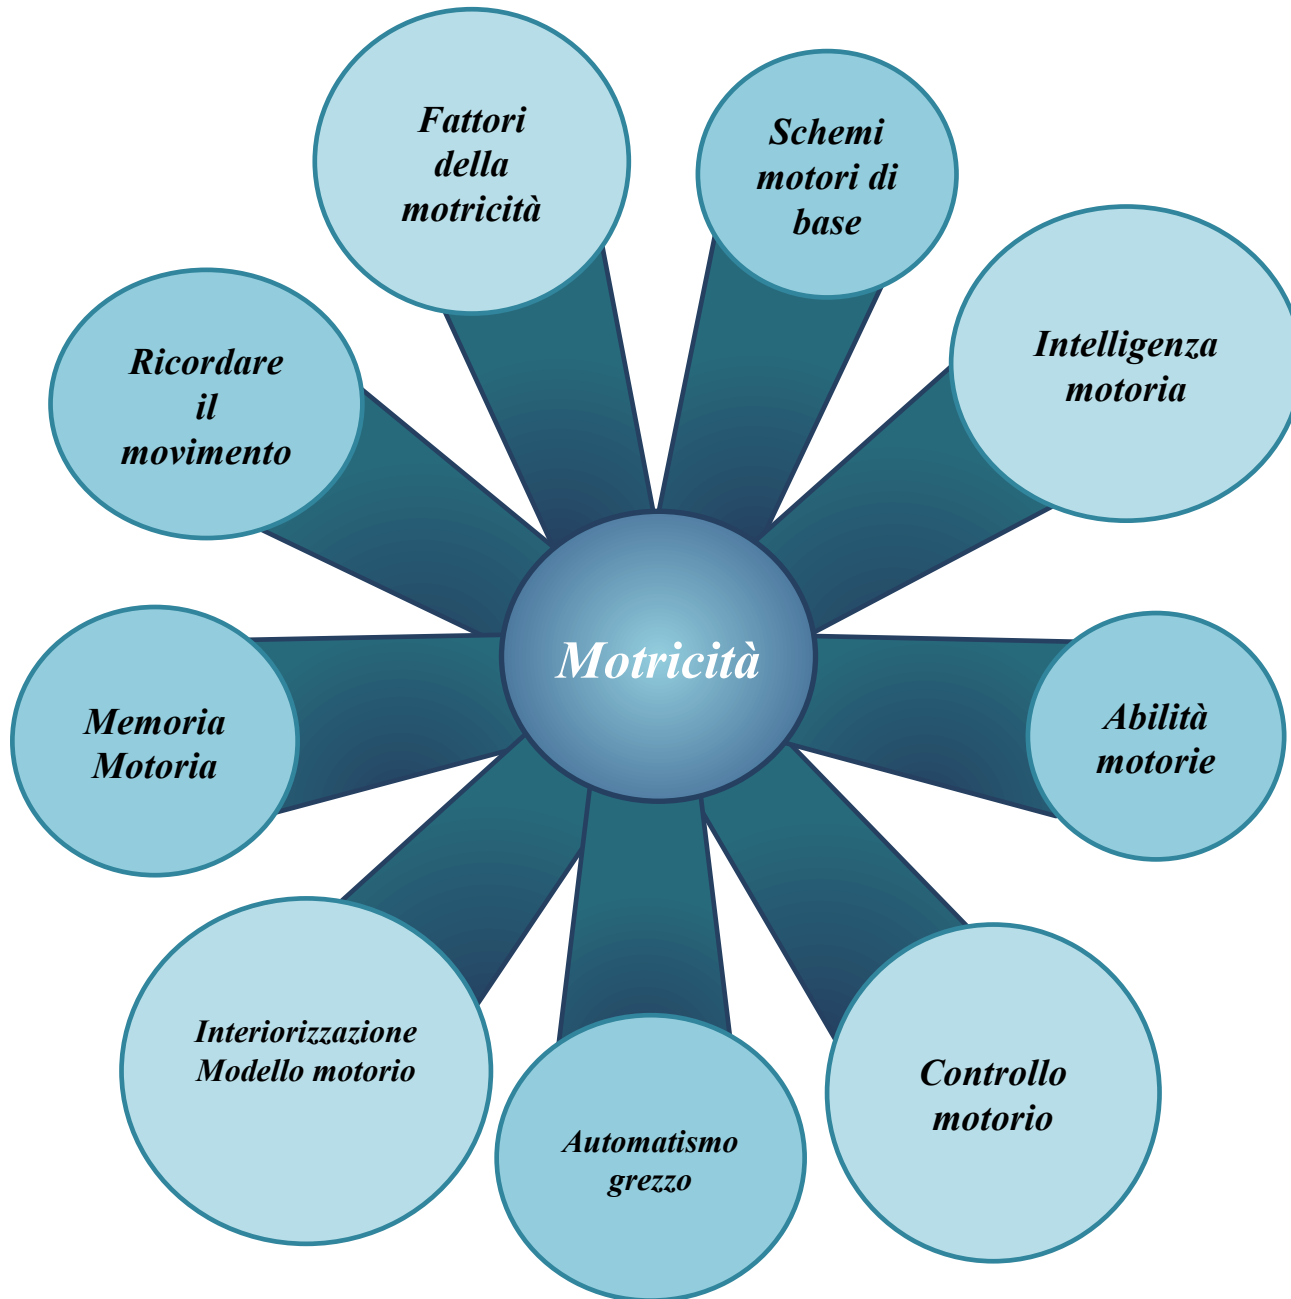 Fattori
della
motricità
Schemi
motori di
base
Intelligenza
motoria
Ricordare
il
movimento
Motricità
Memoria
Motoria
Abilità
motorie
Interiorizzazione
Modello motorio
Controllo
motorio
Automatismo
grezzo